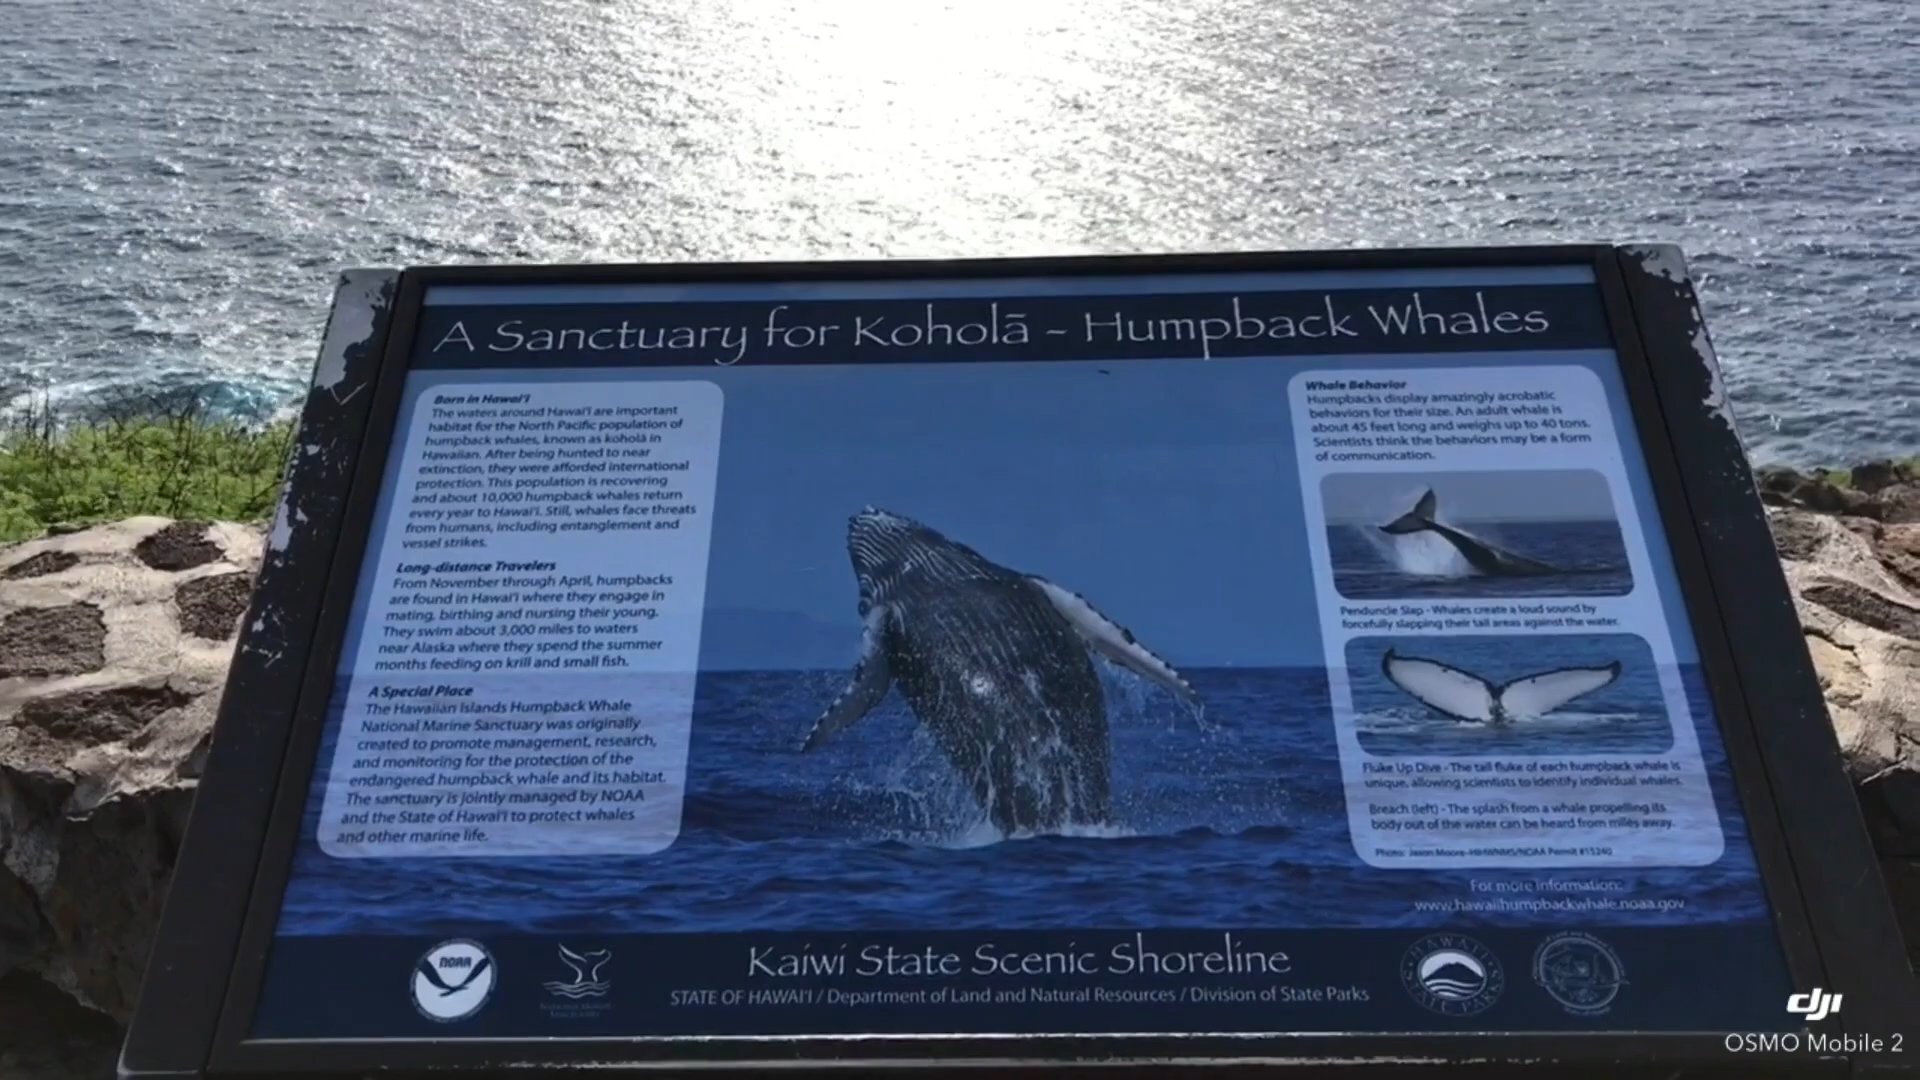 A Sanctuary for Koholā ~ Humpback Whales
Born in Hawai'i
The waters around Hawai'i are important
habitat for the North Pacific population of
humpback whales, known as koholā in
Hawaiian. After being hunted to near
extinction, they were afforded international
protection. This population is recovering
and about 10,000 humpback whales return
every year to Hawai'i. Still, whales face threats
from humans, including entanglement and
vessel strikes.
Long-distance Travelers
From November through April, humpbacks
are found in Hawai'i where they engage in
mating, birthing and nursing their young.
They swim about 3,000 miles to waters
near Alaska where they spend the summer
months feeding on krill and small fish.
A Special Place
The Hawaiian Islands Humpback Whale
National Marine Sanctuary was originally
created to promote management, research,
and monitoring for the protection of the
endangered humpback whale and its habitat.
The sanctuary is jointly managed by NOAA
and the State of Hawai'i to protect whales
and other marine life.
Whale Behavior
Humpbacks display amazingly acrobatic
behaviors for their size. An adult whale is
about 45 feet long and weighs up to 40 tons.
Scientists think the behaviors may be a form
of communication.
Penduncle Slap - Whales create a loud sound by
forcefully slapping their tail areas against the water.
Fluke Up Dive - The tail fluke of each humpback whale is
unique, allowing scientists to identify individual whales.
Breach (left) - The splash from a whale propelling its
body out of the water can be heard from miles away.
Photo: Jason Moore-HIHWNMS/NOAA Permit #15240
For more information:
www.hawaiihumpbackwhale.noaa.gov
NOAA
Kaiwi State Scenic Shoreline
STATE OF HAWAI'I / Department of Land and Natural Resources / Division of State Parks
HAWAII
STATE PARKS
dji
OSMO Mobile 2